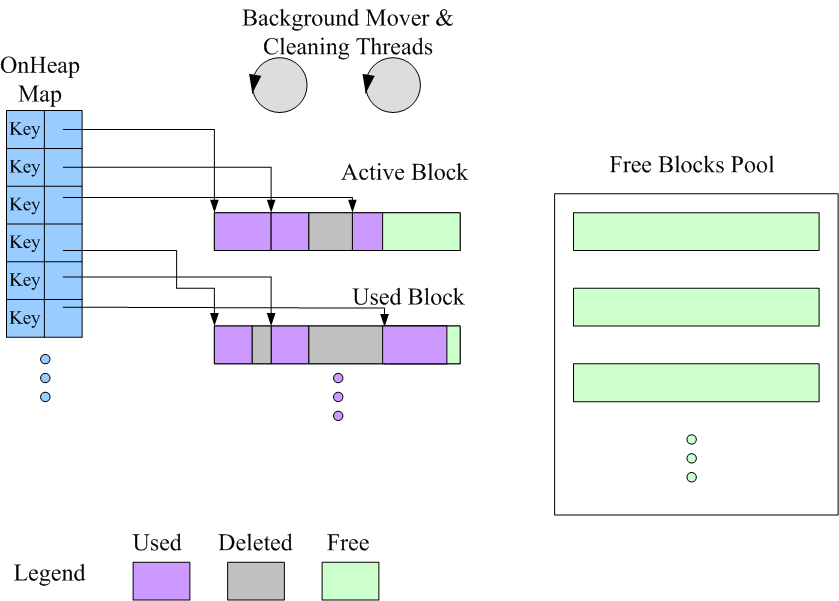 Background Mover &
Cleaning Threads
OnHeap
Map
Key
Key
Key
Key
Key
Key
Active Block
Used Block
Free Blocks Pool
Used
Deleted
Free
Legend